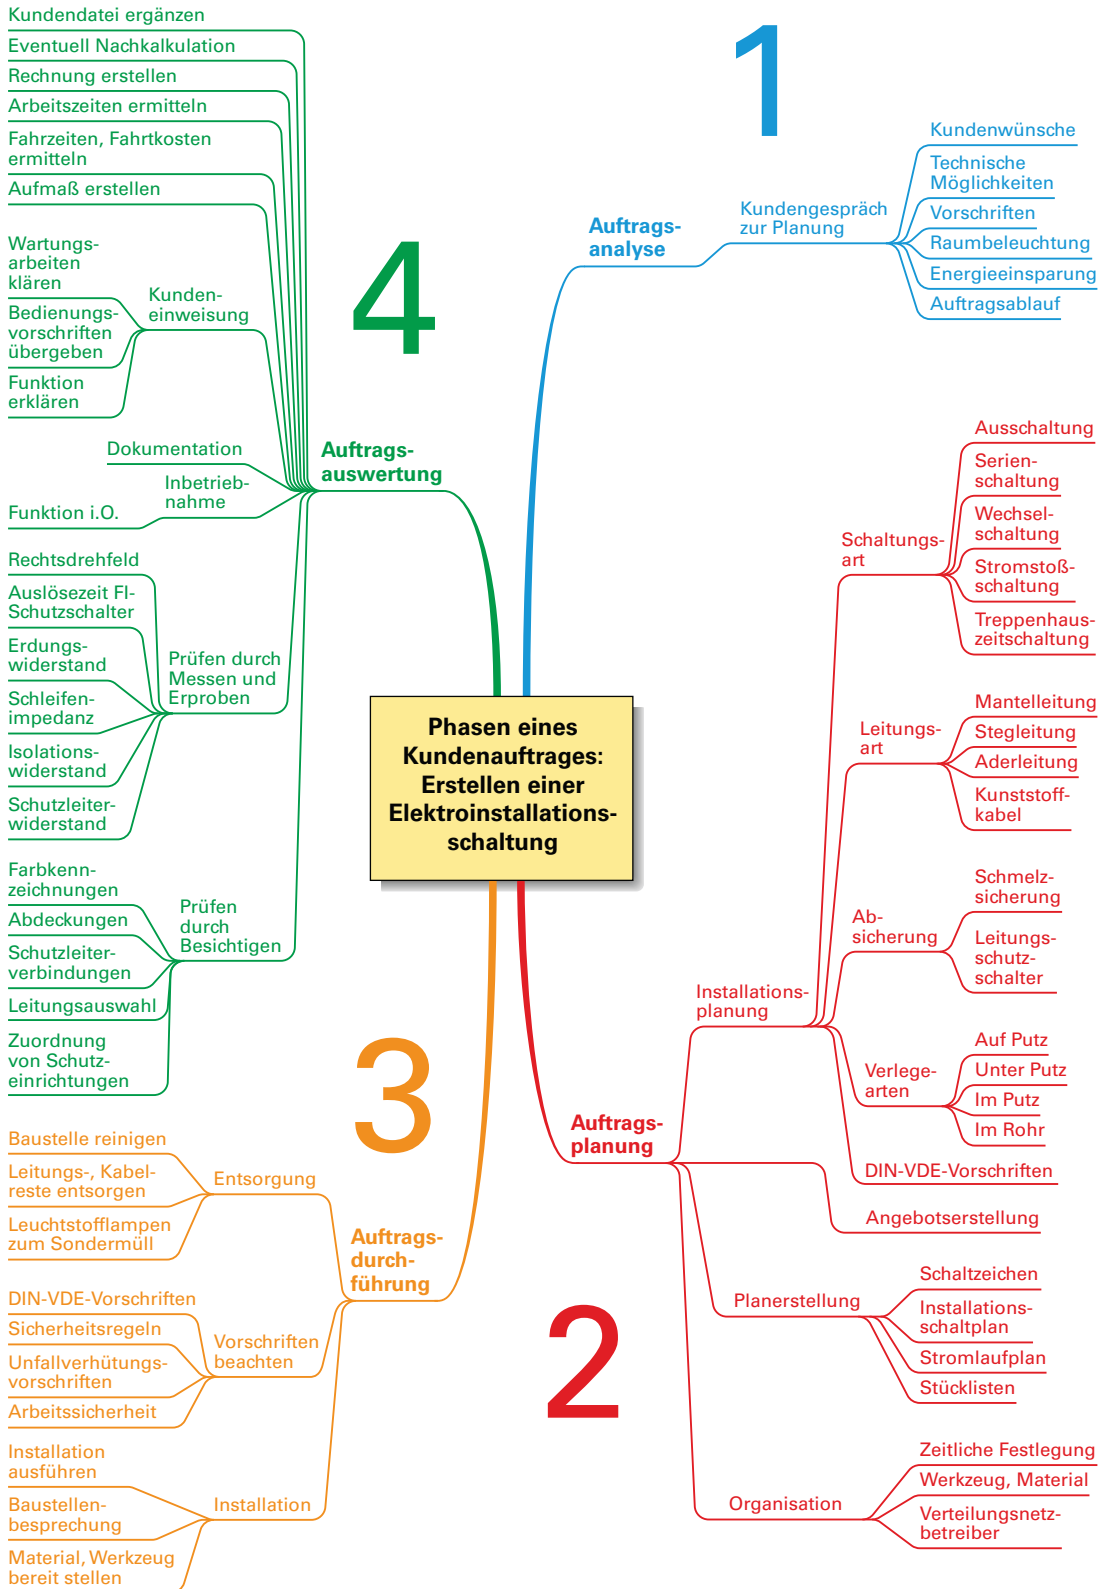 Phasen eines
Kundenauftrages:
Erstellen einer
Elektroinstallations-
schaltung
1
Auftrags-
analyse
Kundengespräch
zur Planung
Kundenwünsche
Technische
Möglichkeiten
Vorschriften
Raumbeleuchtung
Energieeinsparung
Auftragsablauf
2
Auftrags-
planung
Installations-
planung
Schaltungs-
art
Ausschaltung
Serien-
schaltung
Wechsel-
schaltung
Stromstoß-
schaltung
Treppenhaus-
zeitschaltung
Leitungs-
art
Mantelleitung
Stegleitung
Aderleitung
Kunststoff-
kabel
Ab-
sicherung
Schmelz-
sicherung
Leitungs-
schutz-
schalter
Verlege-
arten
Auf Putz
Unter Putz
Im Putz
Im Rohr
DIN-VDE-Vorschriften
Angebotserstellung
Planerstellung
Schaltzeichen
Installations-
schaltplan
Stromlaufplan
Stücklisten
Organisation
Zeitliche Festlegung
Werkzeug, Material
Verteilungsnetz-
betreiber
3
Auftrags-
durch-
führung
Entsorgung
Baustelle reinigen
Leitungs-, Kabel-
reste entsorgen
Leuchtstofflampen
zum Sondermüll
Vorschriften
beachten
DIN-VDE-Vorschriften
Sicherheitsregeln
Unfallverhütungs-
vorschriften
Arbeitssicherheit
Installation
Installation
ausführen
Baustellen-
besprechung
Material, Werkzeug
bereit stellen
4
Auftrags-
auswertung
Kundendatei ergänzen
Eventuell Nachkalkulation
Rechnung erstellen
Arbeitszeiten ermitteln
Fahrzeiten, Fahrtkosten
ermitteln
Aufmaß erstellen
Kunden-
einweisung
Wartungs-
arbeiten
klären
Bedienungs-
vorschriften
übergeben
Funktion
erklären
Dokumentation
Inbetrieb-
nahme
Funktion i.O.
Prüfen durch
Messen und
Erproben
Rechtsdrehfeld
Auslösezeit FI-
Schutzschalter
Erdungs-
widerstand
Schleifen-
impedanz
Isolations-
widerstand
Schutzleiter-
widerstand
Prüfen
durch
Besichtigen
Farbkenn-
zeichnungen
Abdeckungen
Schutzleiter-
verbindungen
Leitungsauswahl
Zuordnung
von Schutz-
einrichtungen